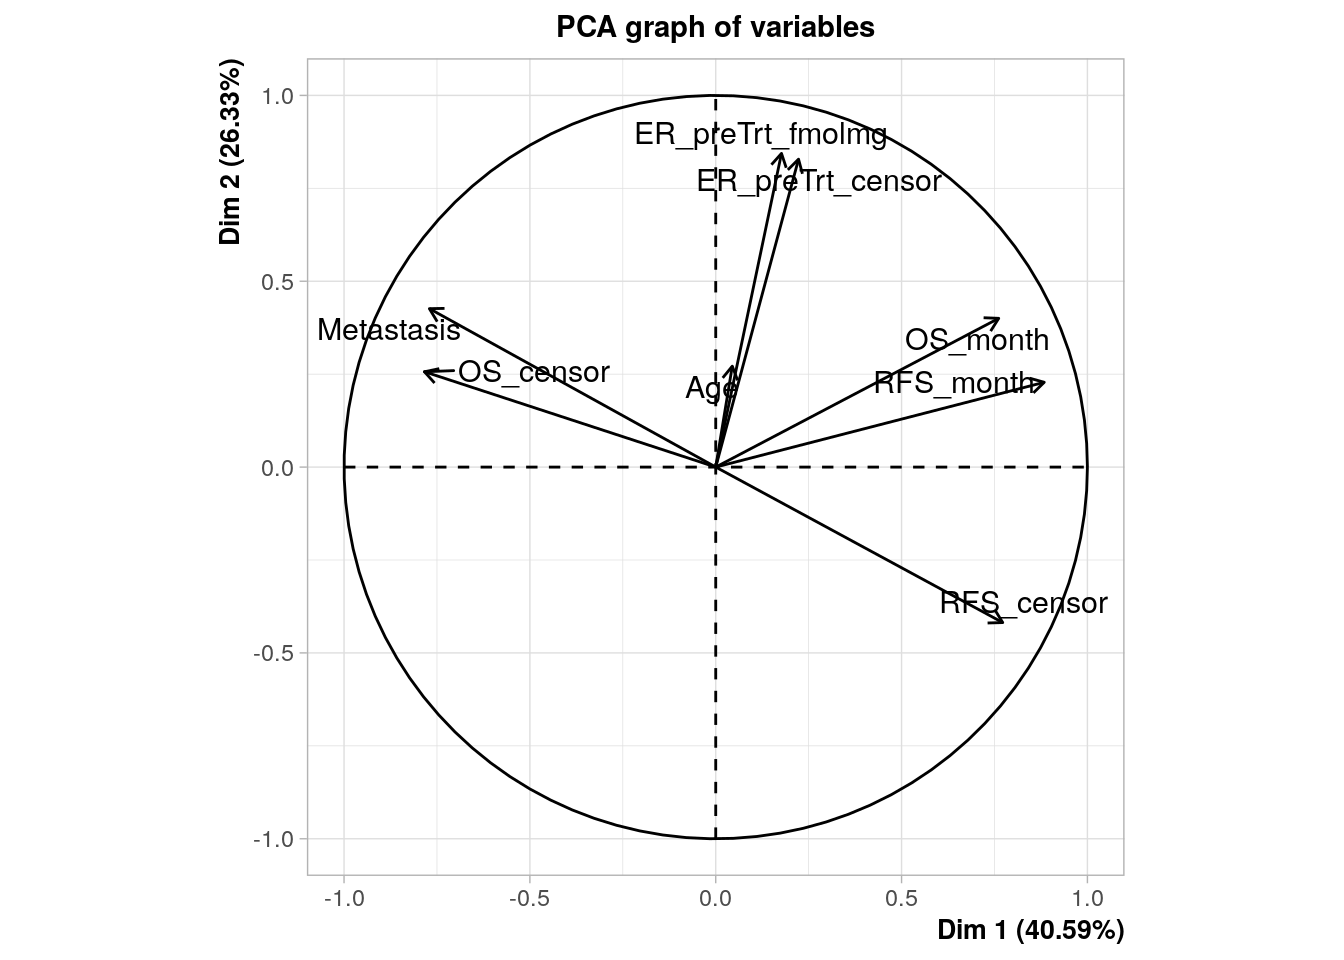 PCA graph of variables
Dim 2 (26.33%)
1.0
0.5
0.0
-0.5
-1.0
ER_preTrt_fmolmg
ER_preTrt_censor
Metastasis
OS_censor
Age
OS_month
RFS_month
RFS_censor
-1.0 -0.5 0.0 0.5 1.0
Dim 1 (40.59%)